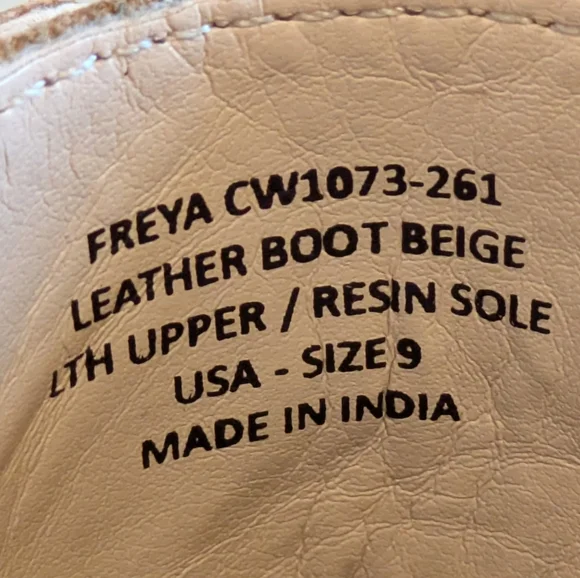 FREYA CW1073-261
LEATHER BOOT BEIGE
LTH UPPER / RESIN SOLE
USA - SIZE 9
MADE IN INDIA